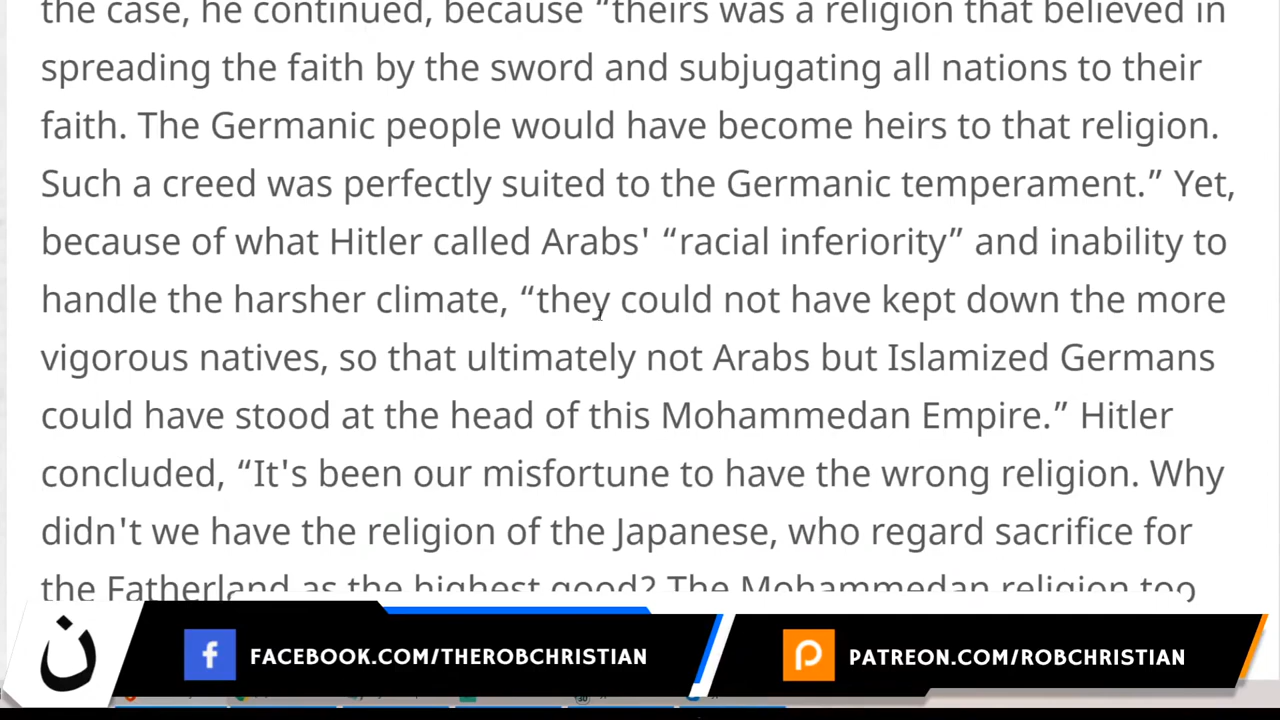 the case, he continued, because “theirs was a religion that believed in
spreading the faith by the sword and subjugating all nations to their
faith. The Germanic people would have become heirs to that religion.
Such a creed was perfectly suited to the Germanic temperament.” Yet,
because of what Hitler called Arabs' “racial inferiority” and inability to
handle the harsher climate, “they could not have kept down the more
vigorous natives, so that ultimately not Arabs but Islamized Germans
could have stood at the head of this Mohammedan Empire.” Hitler
concluded, “It's been our misfortune to have the wrong religion. Why
didn't we have the religion of the Japanese, who regard sacrifice for
the Fatherland as the highest good? The Mohammedan religion too
ن
f FACEBOOK.COM/THEROBCHRISTIAN
PATREON.COM/ROBCHRISTIAN